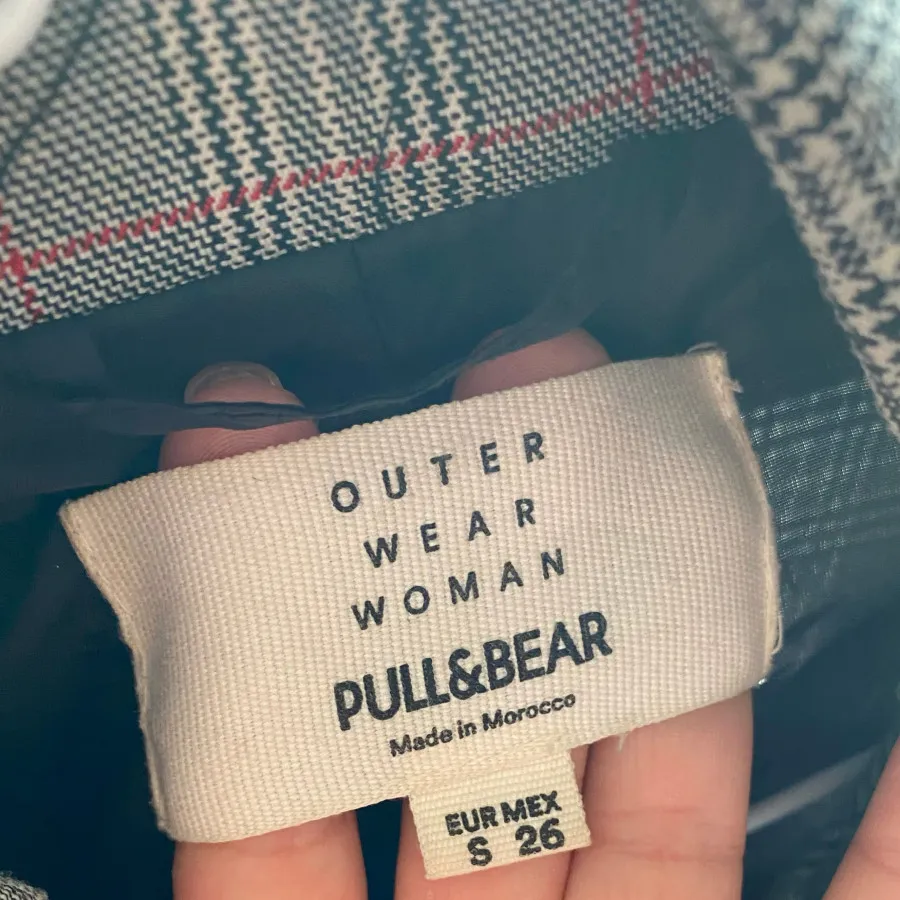 OUTER
WEAR
WOMAN
PULL&BEAR
Made in Morocco
EUR MEX
S 26